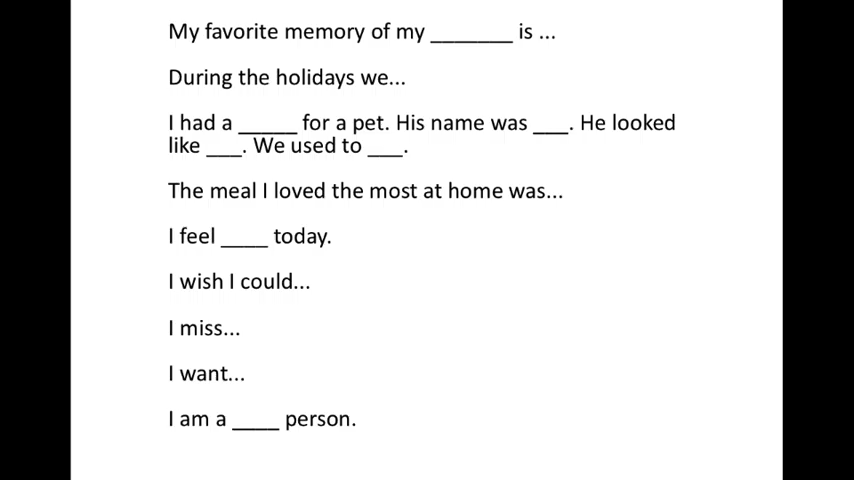 My favorite memory of my _______ is ...
During the holidays we...
I had a _____ for a pet. His name was ___. He looked
like ___. We used to ___.
The meal I loved the most at home was...
I feel ____ today.
I wish I could...
I miss...
I want...
I am a ____ person.